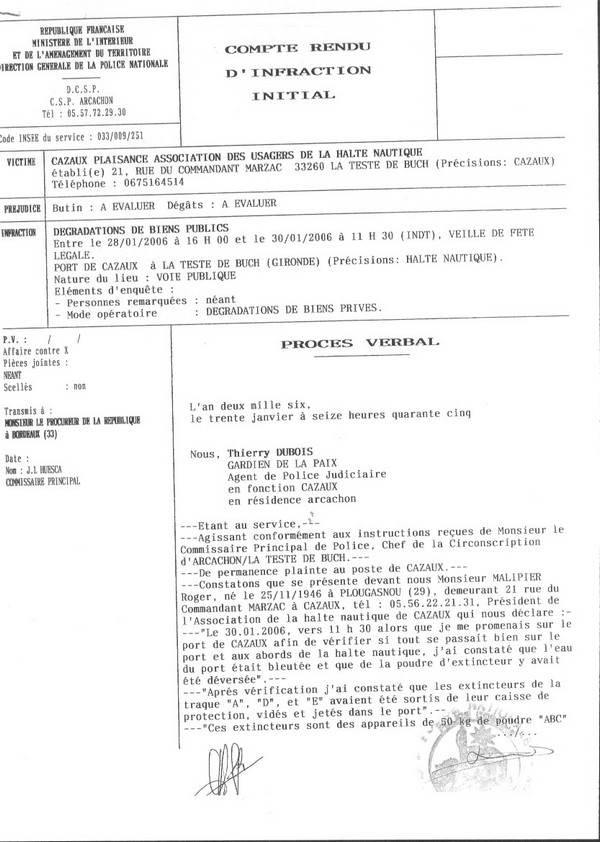 REPUBLIQUE FRANCAISE
MINISTERE DE L'INTERIEUR
ET DE L'AMENAGEMENT DU TERRITOIRE
DIRECTION GENERALE DE LA POLICE NATIONALE
D.C.S.P.
C.S.P. ARCACHON
Tél : 05.57.72.29.30
Code INSEE du service : 033/009/251
COMPTE RENDU
D'INFRACTION
INITIAL
VICTIME
CAZAUX PLAISANCE ASSOCIATION DES USAGERS DE LA HALTE NAUTIQUE
établi(e) 21, RUE DU COMMANDANT MARZAC 33260 LA TESTE DE BUCH (Précisions: CAZAUX)
Téléphone : 0675164514
PREJUDICE
Butin : A EVALUER Dégâts : A EVALUER
INFRACTION
DEGRADATIONS DE BIENS PUBLICS
Entre le 28/01/2006 à 16 H 00 et le 30/01/2006 à 11 H 30 (INDT), VEILLE DE FETE
LEGALE.
PORT DE CAZAUX à LA TESTE DE BUCH (GIRONDE) (Précisions: HALTE NAUTIQUE).
Nature du lieu : VOIE PUBLIQUE
Eléments d'enquête :
- Personnes remarquées : néant
- Mode opératoire : DEGRADATIONS DE BIENS PRIVES.
P.V. : / /
Affaire contre X
Pièces jointes :
NEANT
Scellés : non
Transmis à :
MONSIEUR LE PROCUREUR DE LA REPUBLIQUE
à BORDEAUX (33)
Date :
Nom : J.L HUESCA
COMMISSAIRE PRINCIPAL
PROCES VERBAL
L'an deux mille six,
le trente janvier à seize heures quarante cinq
Nous, Thierry DUBOIS
GARDIEN DE LA PAIX
Agent de Police Judiciaire
en fonction CAZAUX
en résidence arcachon
---Etant au service,---
---Agissant conformément aux instructions reçues de Monsieur le
Commissaire Principal de Police, Chef de la Circonscription
d'ARCACHON/LA TESTE DE BUCH.---
---De permanence plainte au poste de CAZAUX.---
---Constatons que se présente devant nous Monsieur MALIPIER
Roger, né le 25/11/1946 à PLOUGASNOU (29), demeurant 21 rue du
Commandant MARZAC à CAZAUX, tél : 05.56.22.21.31, Président de
l'Association de la halte nautique de CAZAUX qui nous déclare :-
---"Le 30.01.2006, vers 11 h 30 alors que je me promenais sur le
port de CAZAUX afin de vérifier si tout se passait bien sur le
port et aux abords de la halte nautique, j'ai constaté que l'eau
du port était bleutée et que de la poudre d'extincteur y avait
été déversée".---
---"Aprés vérification j'ai constaté que les extincteurs de la
traque "A", "D", et "E" avaient été sortis de leur caisse de
protection, vidés et jetés dans le port".--
---"Ces extincteurs sont des appareils de 50 kg de poudre "ABC"
.../...